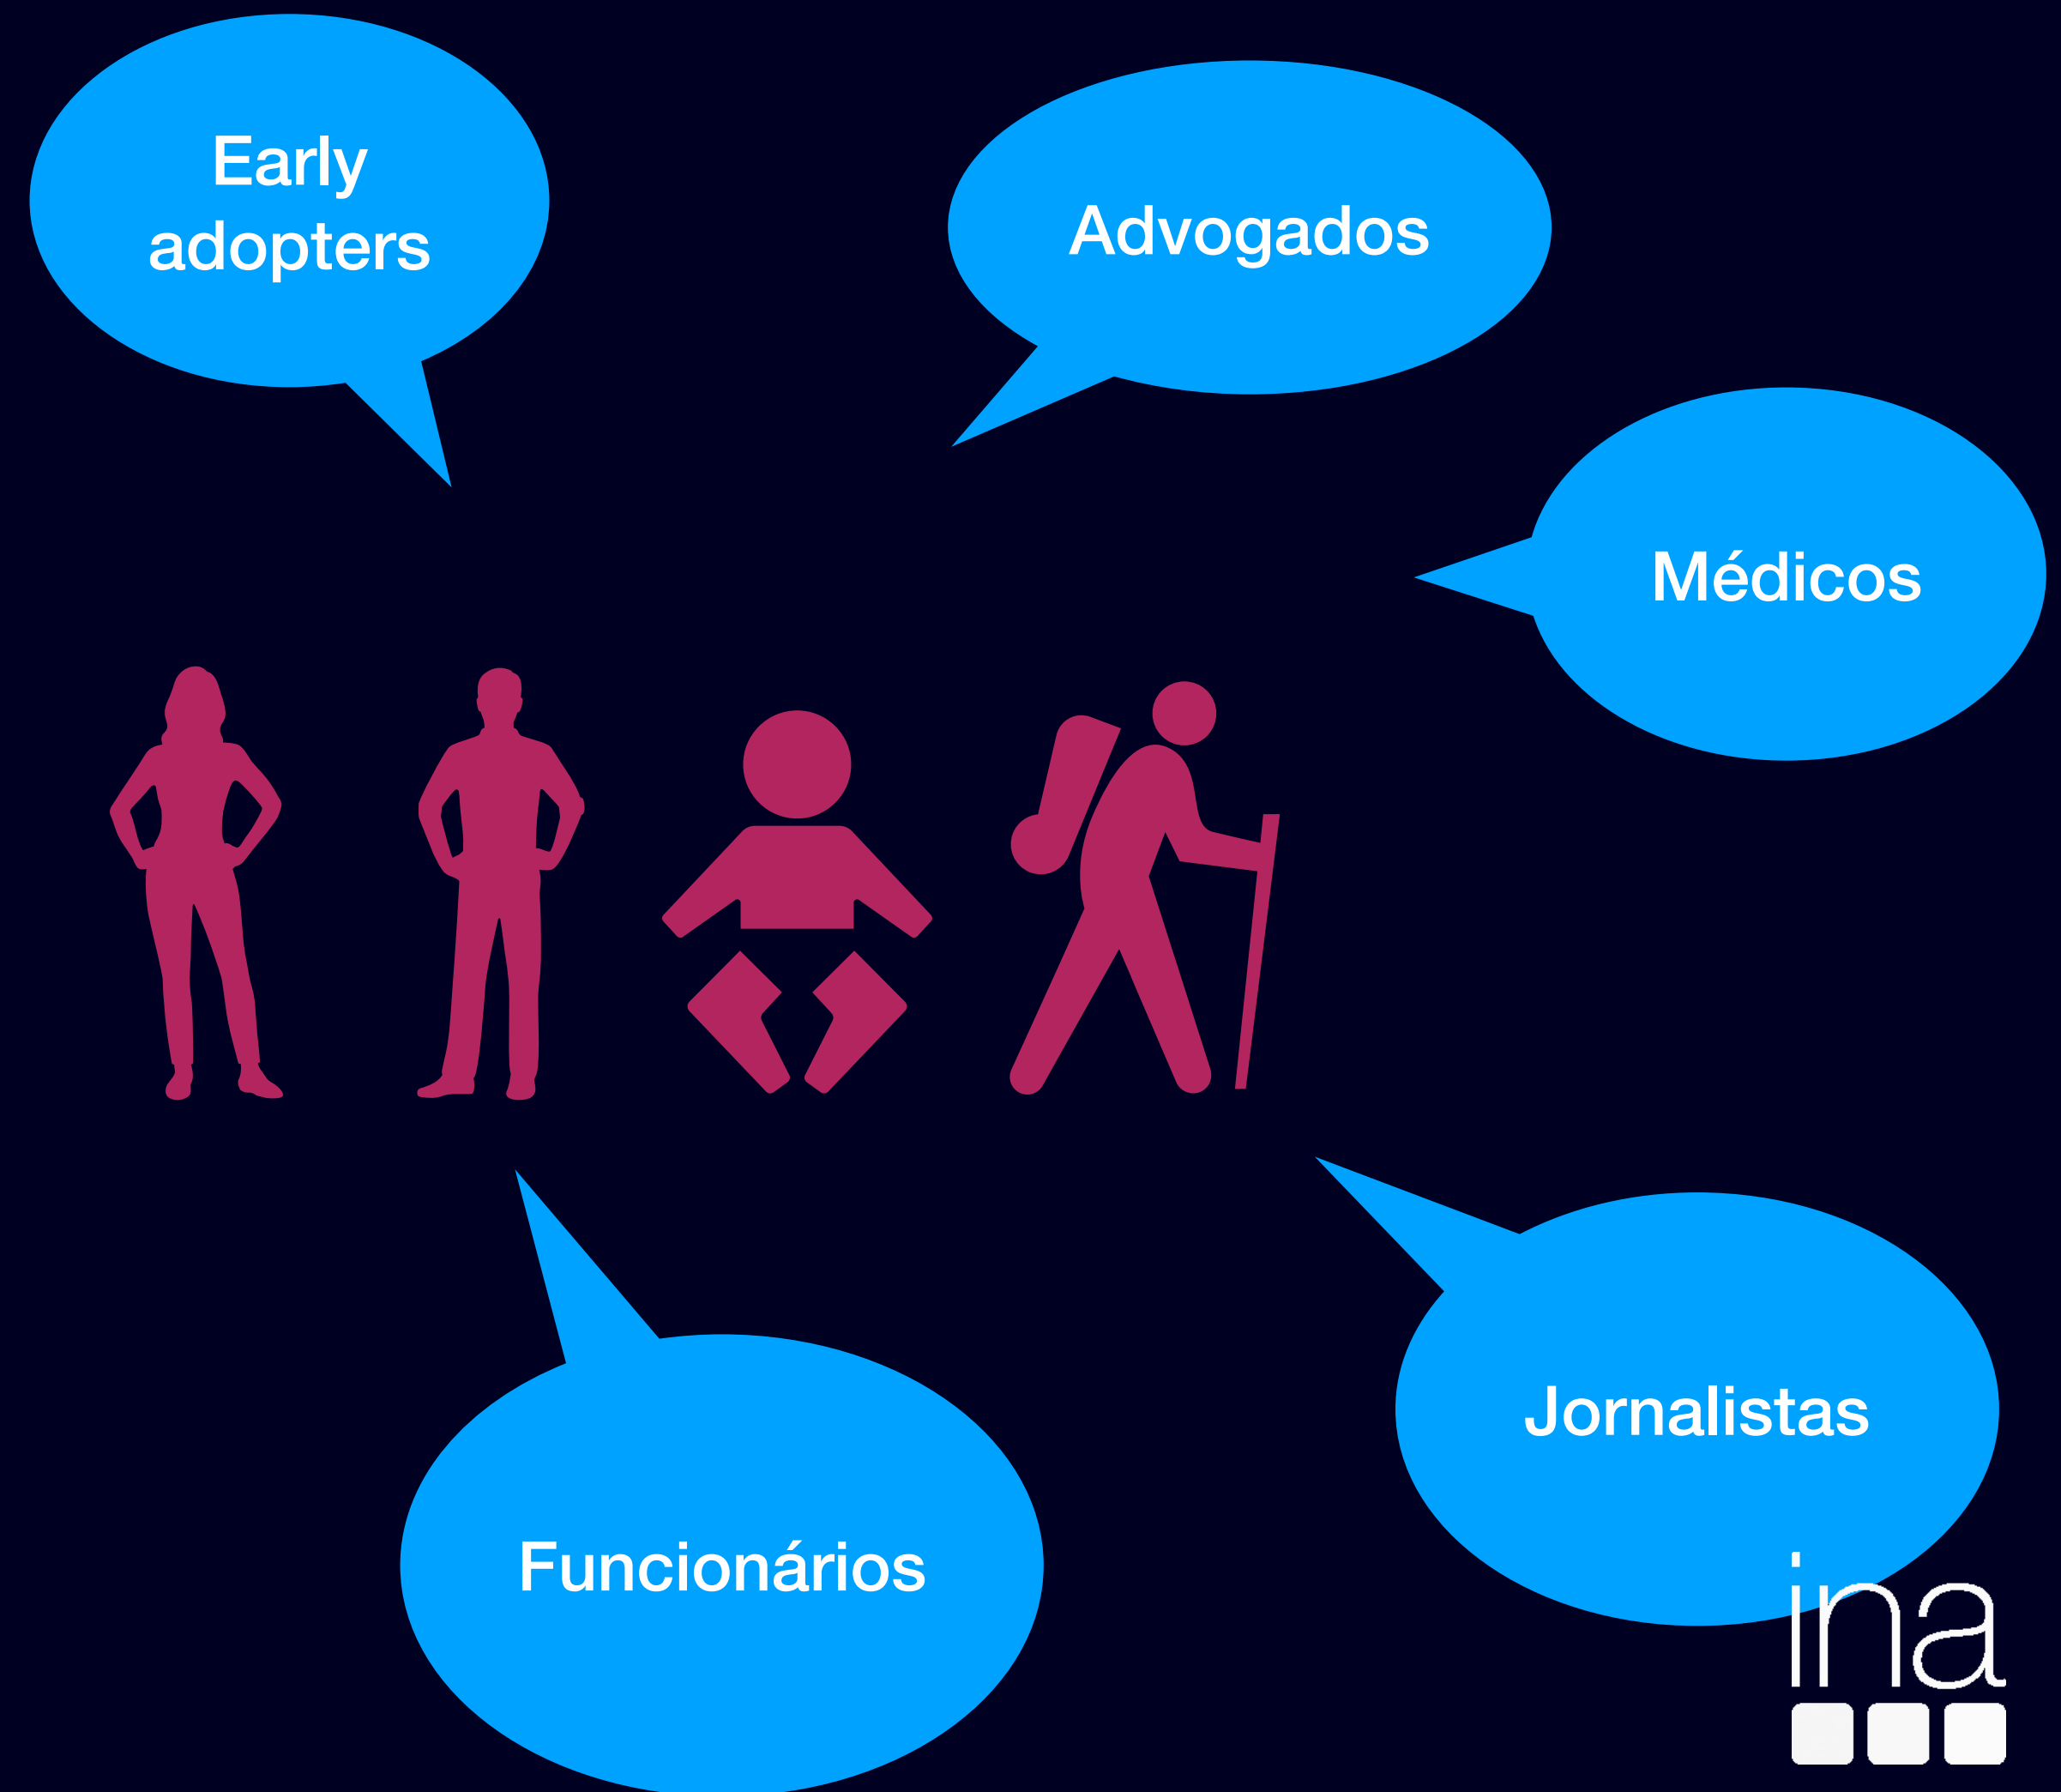 Early
adopters
Advogados
Médicos
Jornalistas
Funcionários
ina